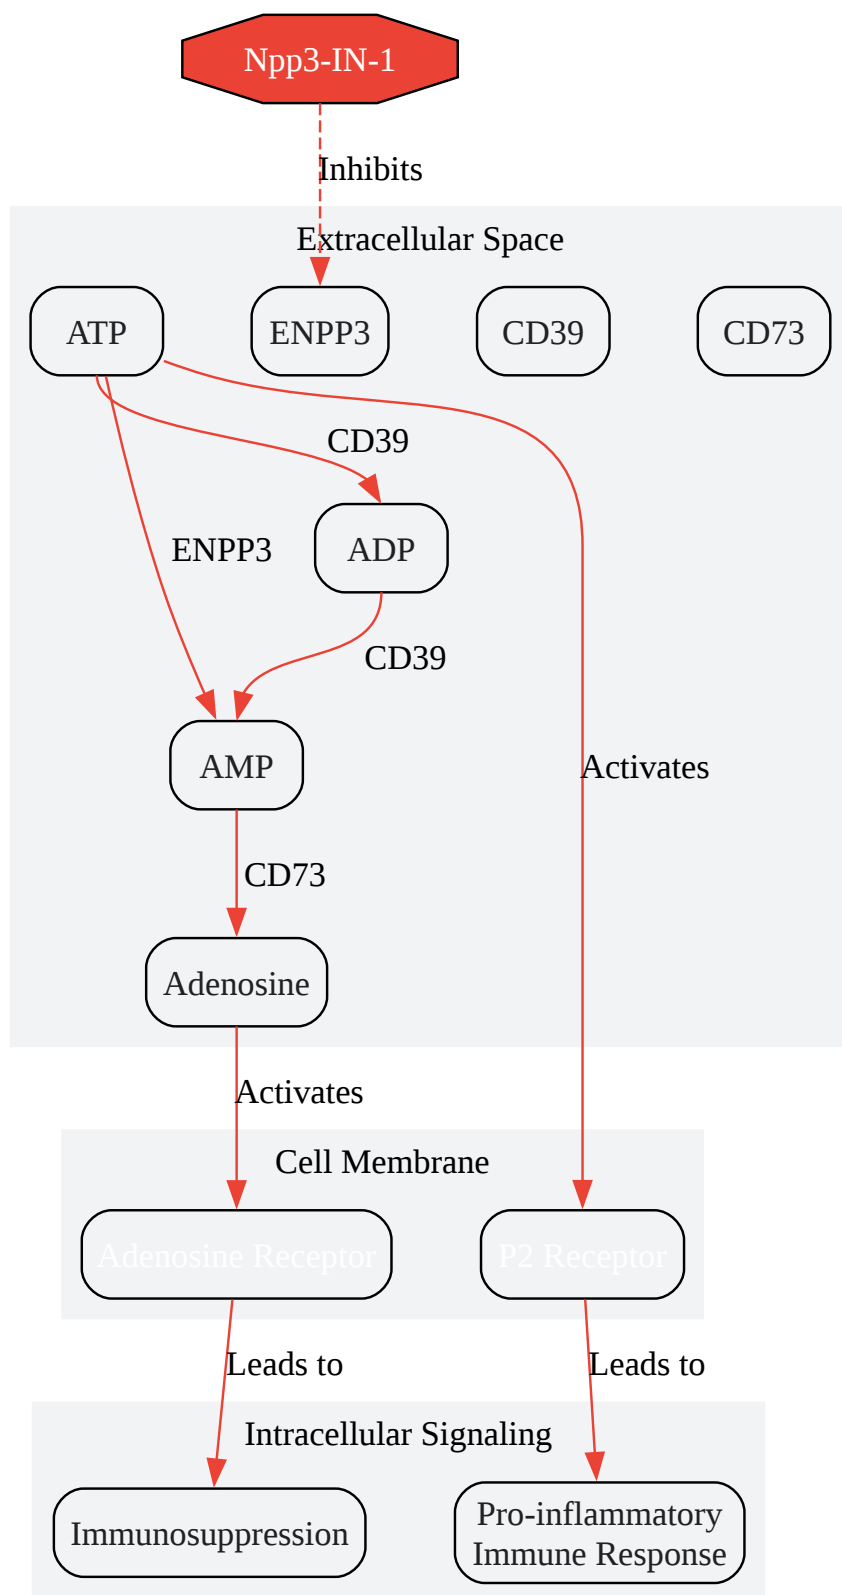 Npp3-IN-1
Inhibits
Extracellular Space
ATP
ENPP3
CD39
CD73
CD39
ENPP3
ADP
CD39
AMP
Activates
CD73
Adenosine
Activates
Cell Membrane
Adenosine Receptor
P2 Receptor
Leads to
Leads to
Intracellular Signaling
Immunosuppression
Pro-inflammatory
Immune Response